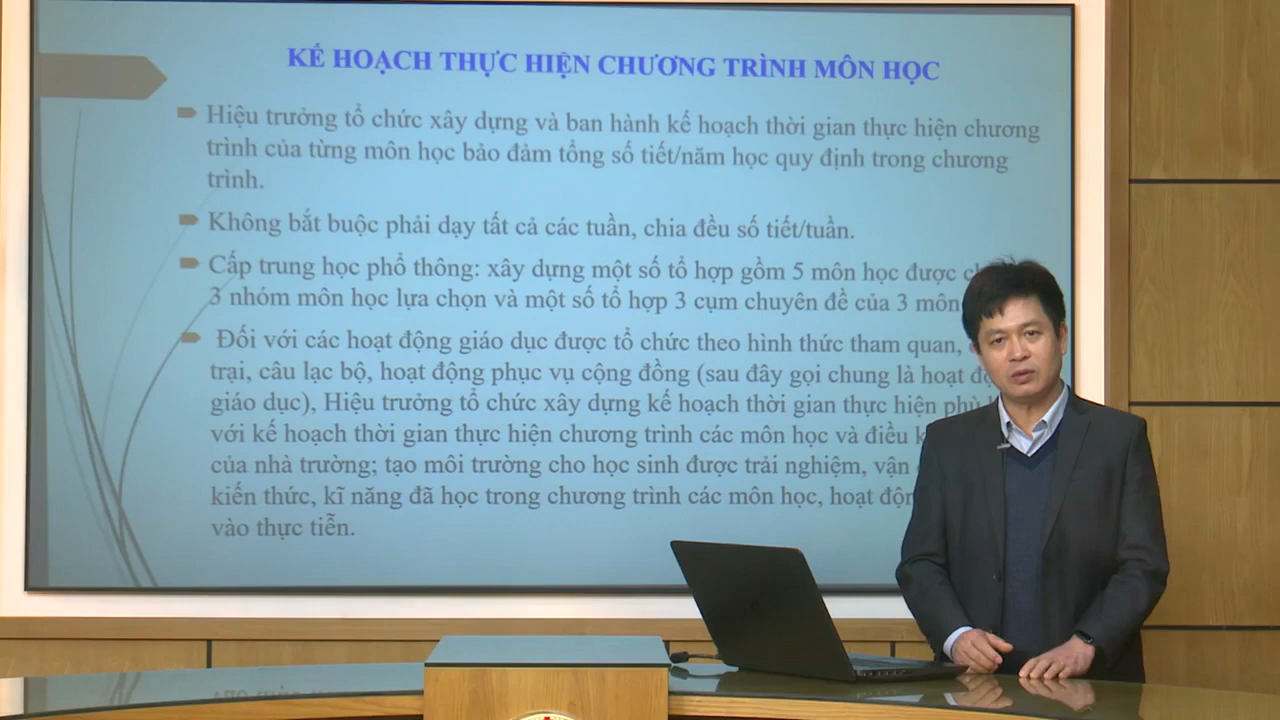 KẾ HOẠCH THỰC HIỆN CHƯƠNG TRÌNH MÔN HỌC
Hiệu trưởng tổ chức xây dựng và ban hành kế hoạch thời gian thực hiện chương
trình của từng môn học bảo đảm tổng số tiết/năm học quy định trong chương
trình.
Không bắt buộc phải dạy tất cả các tuần, chia đều số tiết/tuần.
Cấp trung học phổ thông: xây dựng một số tổ hợp gồm 5 môn học được
3 nhóm môn học lựa chọn và một số tổ hợp 3 cụm chuyên đề của 3 môn
Đối với các hoạt động giáo dục được tổ chức theo hình thức tham quan,
trại, câu lạc bộ, hoạt động phục vụ cộng đồng (sau đây gọi chung là hoạt
giáo dục), Hiệu trưởng tổ chức xây dựng kế hoạch thời gian thực hiện phù
với kế hoạch thời gian thực hiện chương trình các môn học và điều
của nhà trường; tạo môi trường cho học sinh được trải nghiệm, vận
kiến thức, kĩ năng đã học trong chương trình các môn học, hoạt
vào thực tiễn.